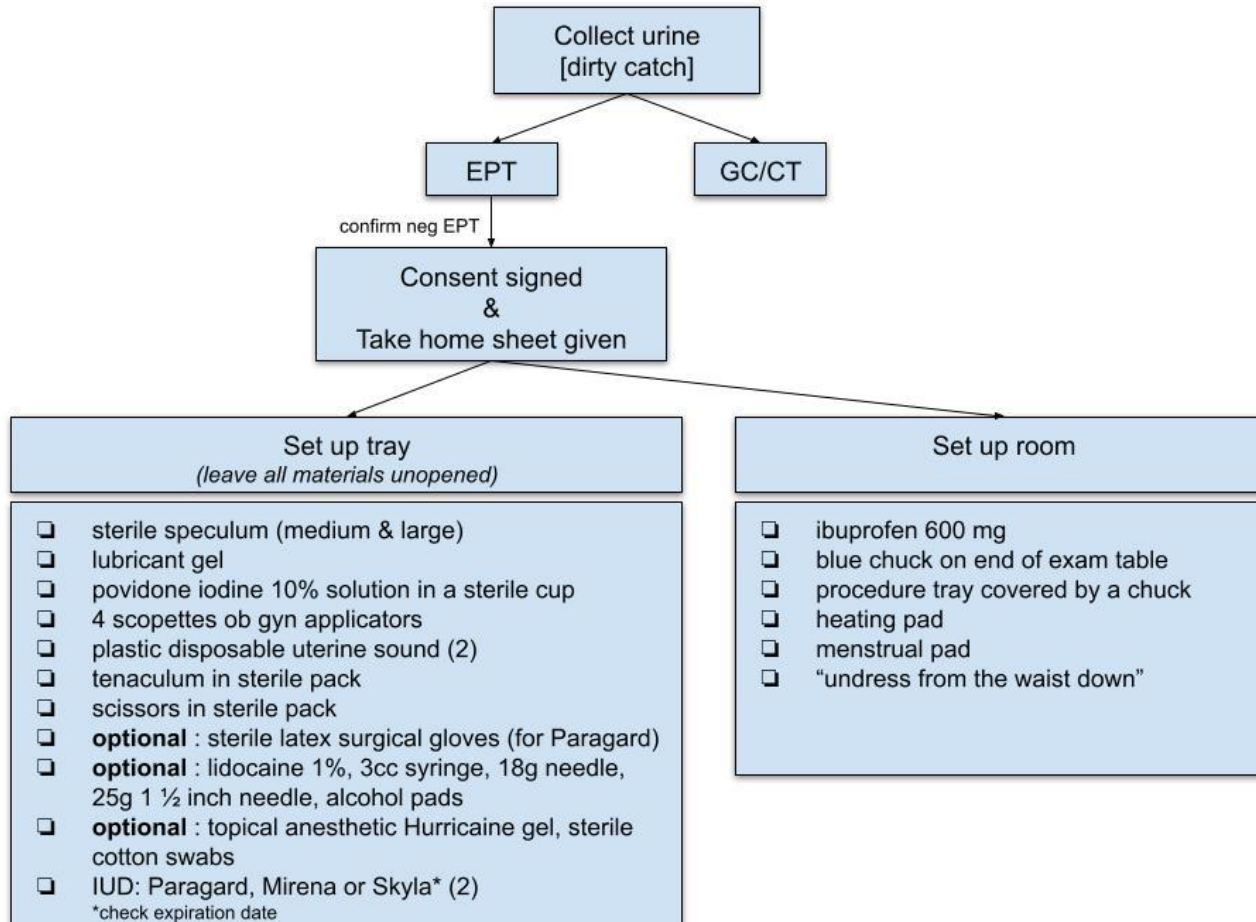 Collect urine
[dirty catch]
EPT
GC/CT
confirm neg EPT
Consent signed
&
Take home sheet given
Set up tray
(leave all materials unopened)
❏ sterile speculum (medium & large)
❏ lubricant gel
❏ povidone iodine 10% solution in a sterile cup
❏ 4 scopettes ob gyn applicators
❏ plastic disposable uterine sound (2)
❏ tenaculum in sterile pack
❏ scissors in sterile pack
❏ optional : sterile latex surgical gloves (for Paragard)
❏ optional : lidocaine 1%, 3cc syringe, 18g needle,
25g 1 ½ inch needle, alcohol pads
❏ optional : topical anesthetic Hurricaine gel, sterile
cotton swabs
❏ IUD: Paragard, Mirena or Skyla* (2)
*check expiration date
Set up room
❏ ibuprofen 600 mg
❏ blue chuck on end of exam table
❏ procedure tray covered by a chuck
❏ heating pad
❏ menstrual pad
❏ “undress from the waist down”